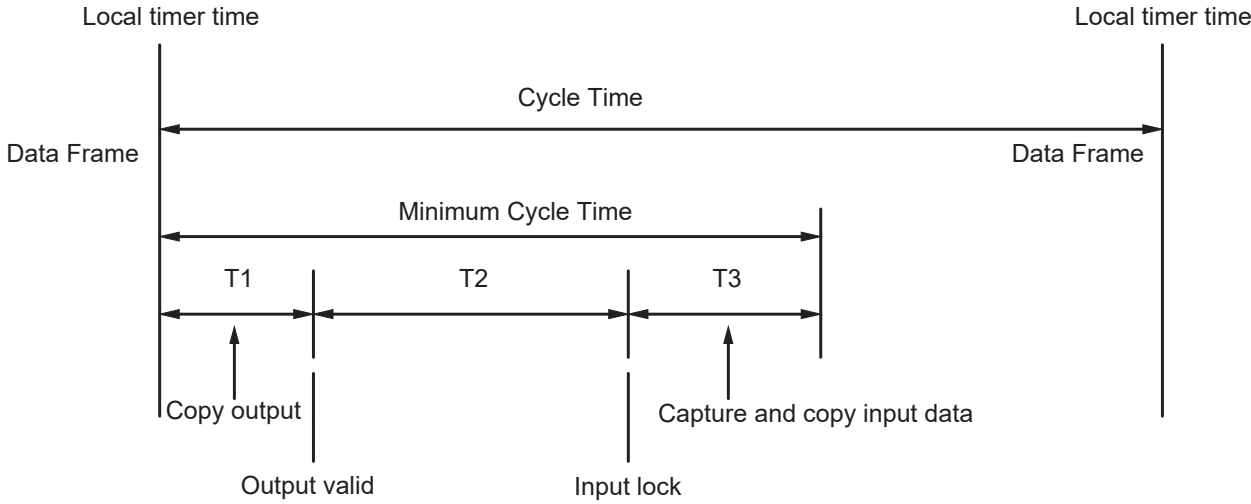 Local timer time
Local timer time
Cycle Time
Data Frame
Data Frame
Minimum Cycle Time
T1
T2
T3
Copy output
Capture and copy input data
Output valid
Input lock